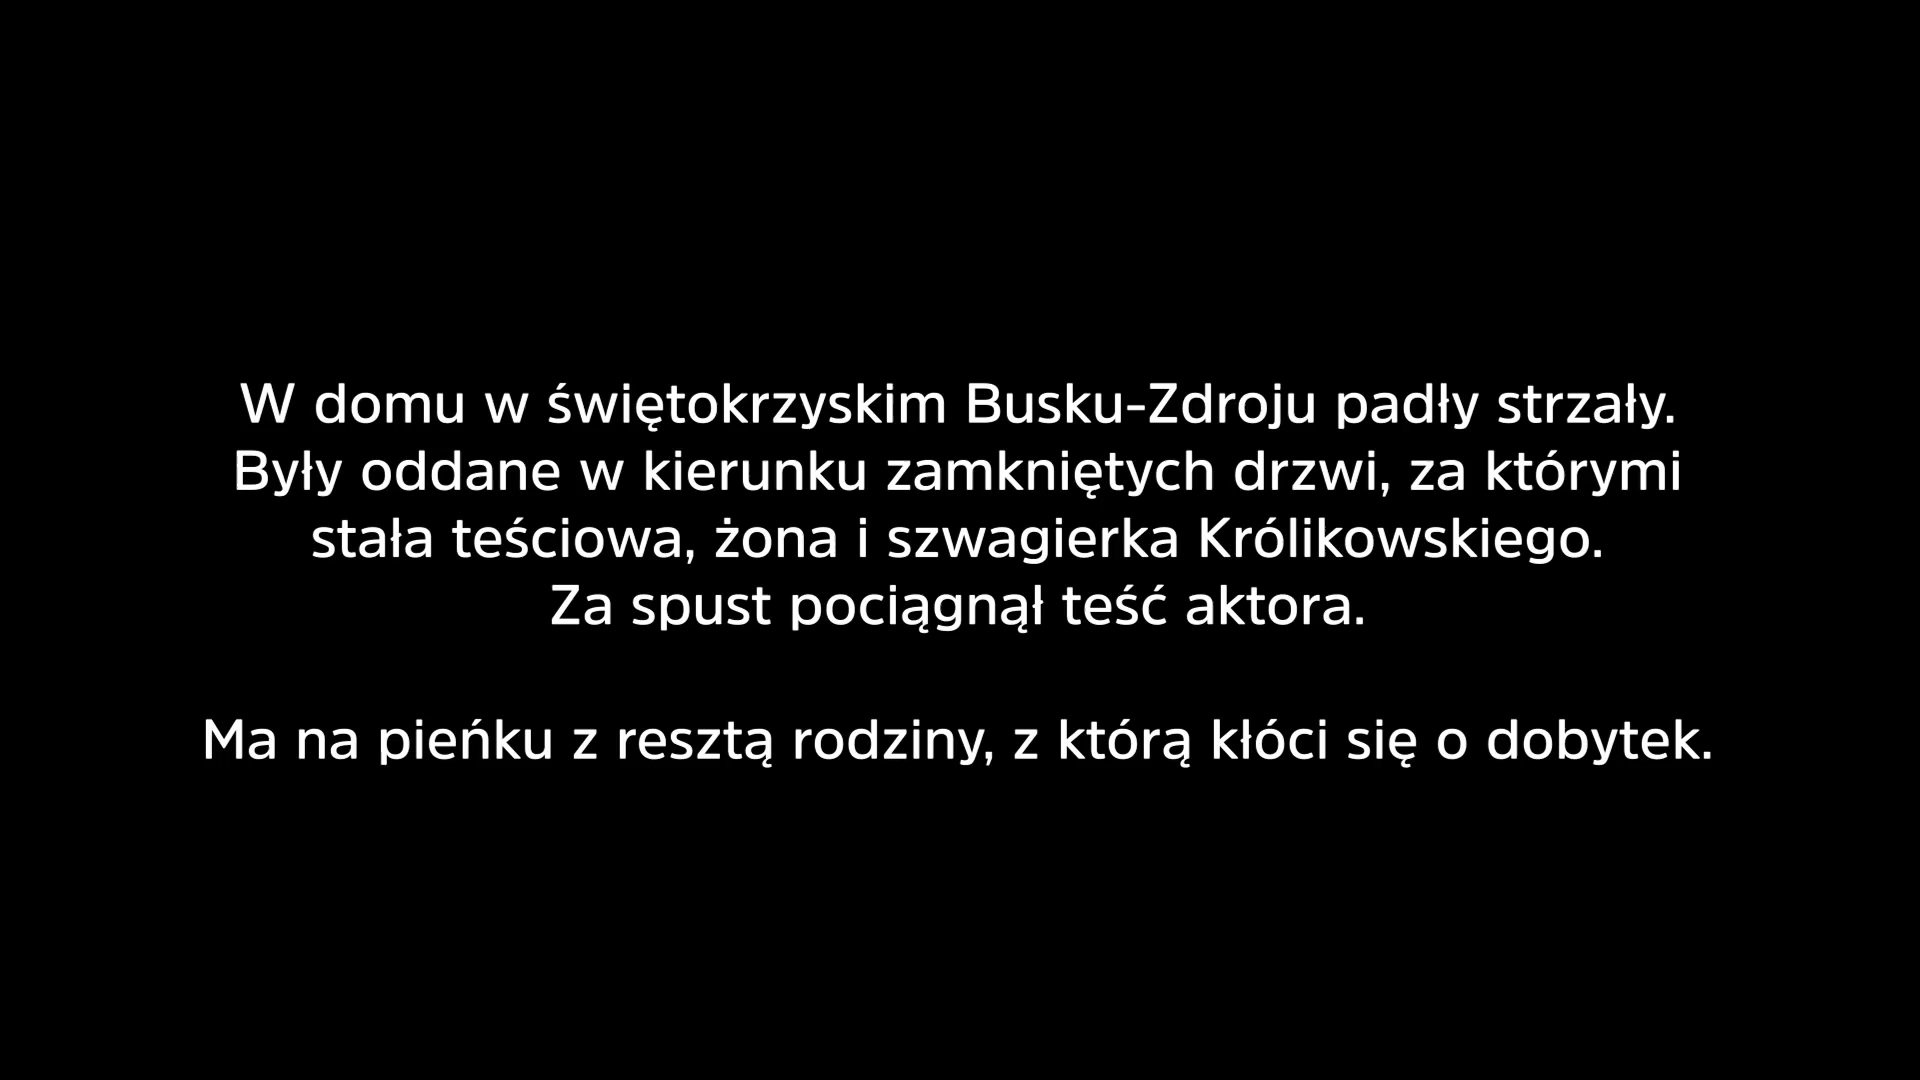 W domu w świętokrzyskim Busku-Zdroju padły strzały.
Były oddane w kierunku zamkniętych drzwi, za którymi
stała teściowa, żona i szwagierka Królikowskiego.
Za spust pociągnął teść aktora.
Ma na pieńku z resztą rodziny, z którą kłóci się o dobytek.